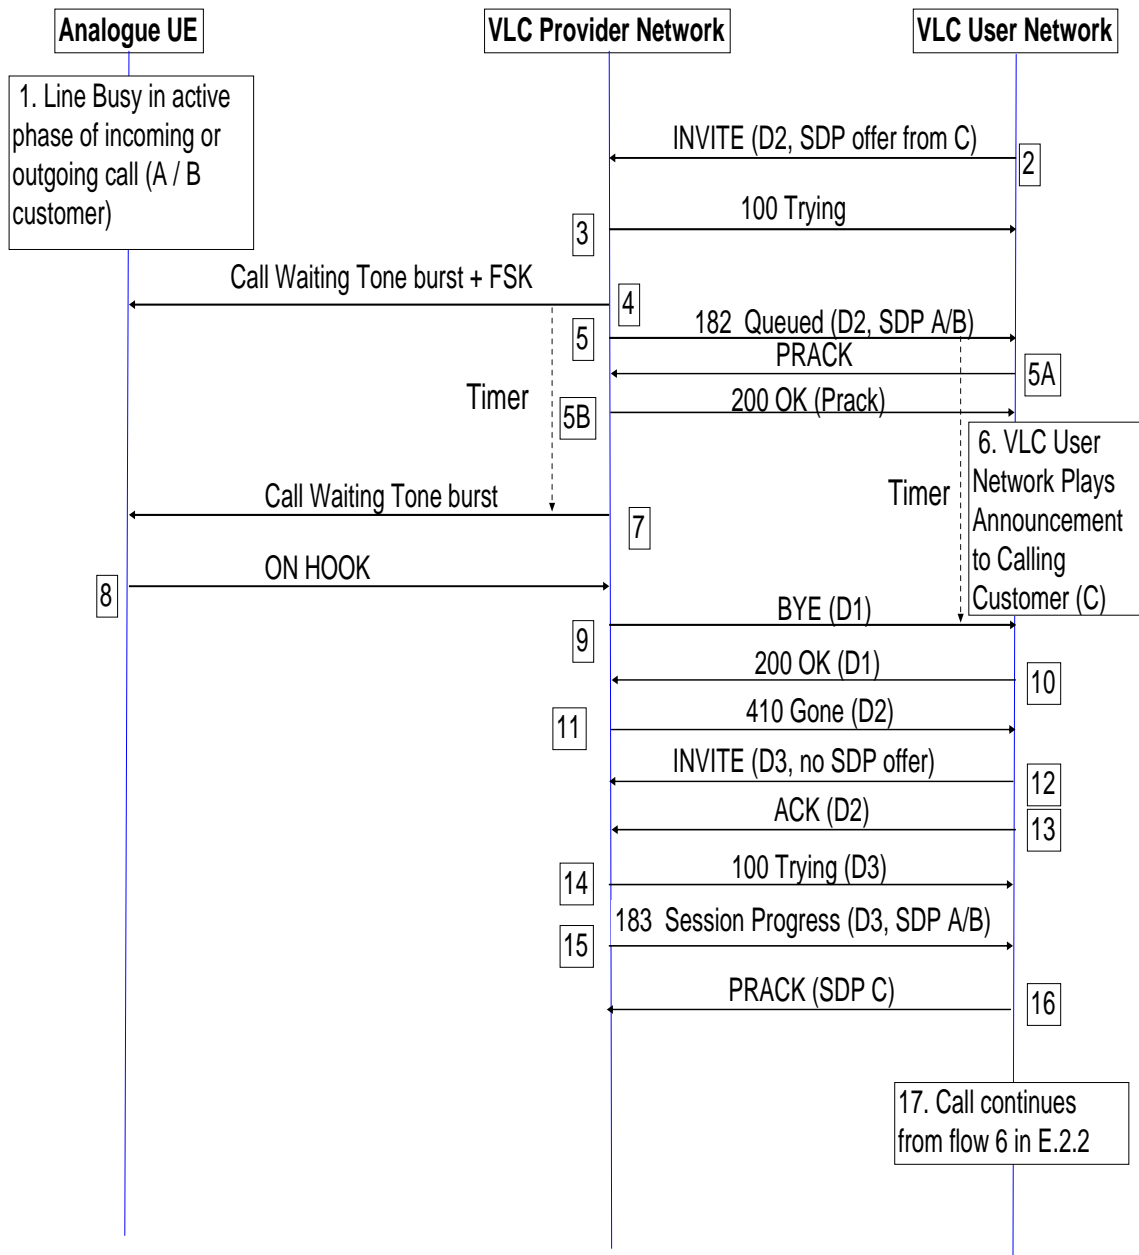 Analogue UE
VLC Provider Network
VLC User Network
1. Line Busy in active
phase of incoming or
outgoing call (A / B
customer)
INVITE (D2, SDP offer from C)
2
100 Trying
3
Call Waiting Tone burst + FSK
4
182 Queued (D2, SDP A/B)
5
PRACK
5A
Timer
200 OK (Prack)
5B
6. VLC User
Network Plays
Announcement
to Calling
Customer (C)
Timer
Call Waiting Tone burst
7
ON HOOK
8
BYE (D1)
9
200 OK (D1)
10
410 Gone (D2)
11
INVITE (D3, no SDP offer)
12
ACK (D2)
13
100 Trying (D3)
14
183 Session Progress (D3, SDP A/B)
15
PRACK (SDP C)
16
17. Call continues
from flow 6 in E.2.2